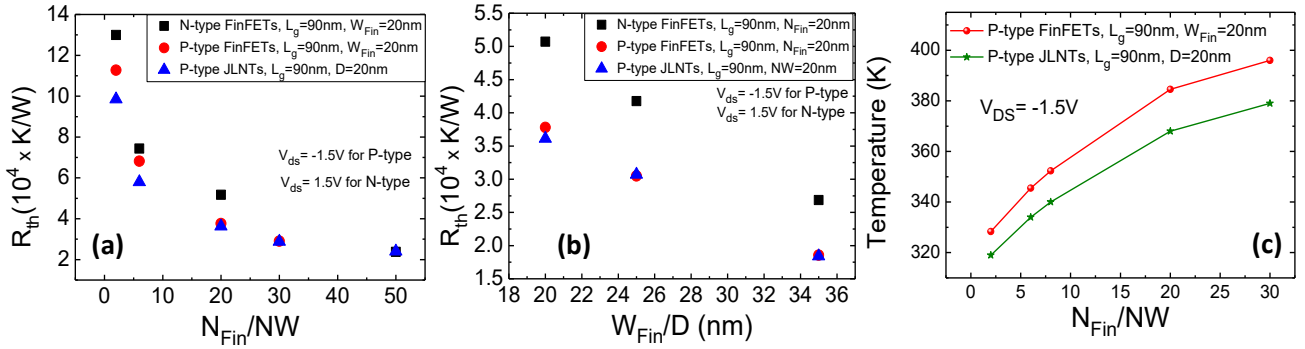 14
12
10
8
6
4
2
R_th(10^4 x K/W)
N-type FinFETs, L_g=90nm, W_Fin=20nm
P-type FinFETs, L_g=90nm, W_Fin=20nm
P-type JLNTs, L_g=90nm, D=20nm
V_ds= -1.5V for P-type
V_ds= 1.5V for N-type
(a)
0 10 20 30 40 50
N_Fin/NW
5.5
5.0
4.5
4.0
3.5
3.0
2.5
2.0
1.5
R_th(10^4 x K/W)
N-type FinFETs, L_g=90nm, N_Fin=20nm
P-type FinFETs, L_g=90nm, N_Fin=20nm
P-type JLNTs, L_g=90nm, NW=20nm
V_ds= -1.5V for P-type
V_ds= 1.5V for N-type
(b)
18 20 22 24 26 28 30 32 34 36
W_Fin/D (nm)
400
380
360
340
320
Temperature (K)
P-type FinFETs, L_g=90nm, W_Fin=20nm
P-type JLNTs, L_g=90nm, D=20nm
V_DS= -1.5V
(c)
0 5 10 15 20 25 30
N_Fin/NW